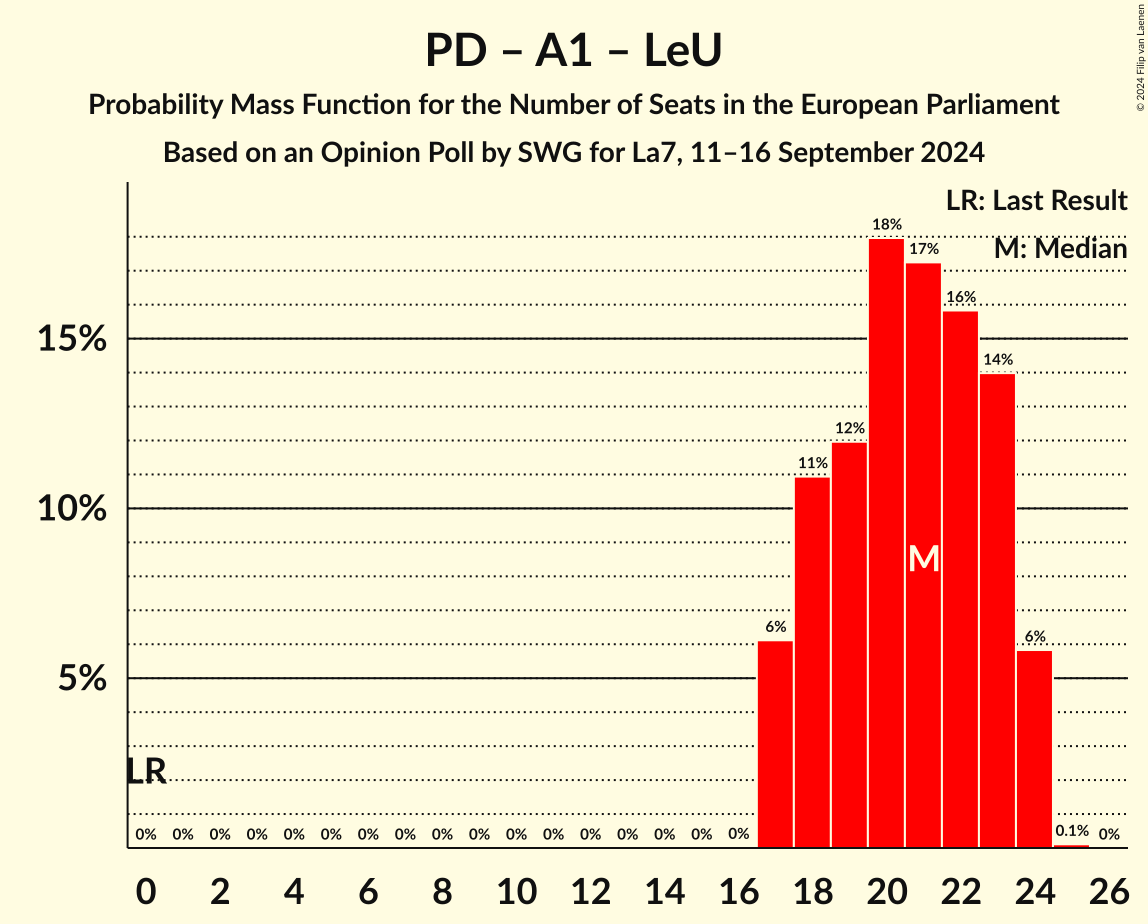 PD – A1 – LeU
Probability Mass Function for the Number of Seats in the European Parliament
Based on an Opinion Poll by SWG for La7, 11–16 September 2024
© 2024 Filip van Laenen
LR: Last Result
M: Median
18%
17%
16%
15%
14%
12%
11%
10%
M
6%
6%
5%
LR
0% 0% 0% 0% 0% 0% 0% 0% 0% 0% 0% 0% 0% 0% 0% 0% 0% 0.1% 0%
0 2 4 6 8 10 12 14 16 18 20 22 24 26